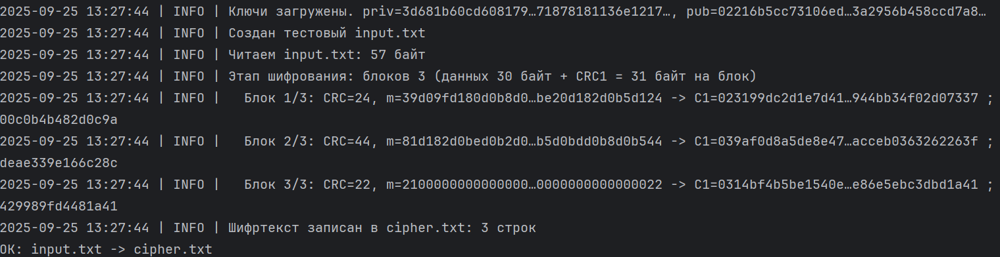 2025-09-25 13:27:44 | INFO | Ключи загружены. priv=3d681b60cd608179…71878181136e1217…, pub=02216b5cc73106ed…3a2956b458ccd7a8…
2025-09-25 13:27:44 | INFO | Создан тестовый input.txt
2025-09-25 13:27:44 | INFO | Читаем input.txt: 57 байт
2025-09-25 13:27:44 | INFO | Этап шифрования: блоков 3 (данных 30 байт + CRC1 = 31 байт на блок)
2025-09-25 13:27:44 | INFO |   Блок 1/3: CRC=24, m=39d09fd180d0b8d0…be20d182d0b5d124 -> C1=023199dc2d1e7d41…944bb34f02d07337 ;
00c0b4b482d0c9a
2025-09-25 13:27:44 | INFO |   Блок 2/3: CRC=44, m=81d182d0bed0b2d0…b5d0bdd0b8d0b544 -> C1=039af0d8a5de8e47…acceb0363262263f ;
deae339e166c28c
2025-09-25 13:27:44 | INFO |   Блок 3/3: CRC=22, m=2100000000000000…0000000000000022 -> C1=0314bf4b5be1540e…e86e5ebc3dbd1a41 ;
429989fd4481a41
2025-09-25 13:27:44 | INFO | Шифртекст записан в cipher.txt: 3 строк
OK: input.txt -> cipher.txt